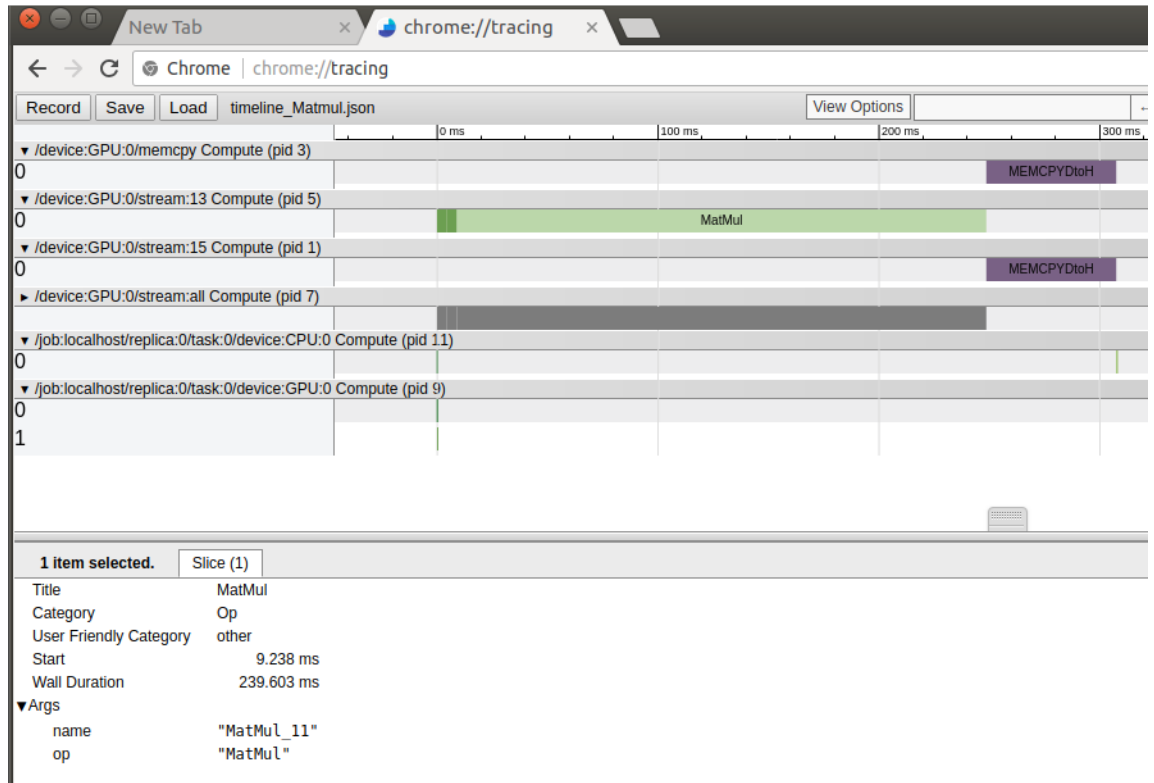 New Tab × chrome://tracing ×
Chrome | chrome://tracing
Record Save Load timeline_Matmul.json View Options ←
0 ms 100 ms 200 ms 300 ms
▾ /device:GPU:0/memcpy Compute (pid 3)
0 MEMCPYDtoH
▾ /device:GPU:0/stream:13 Compute (pid 5)
0 MatMul
▾ /device:GPU:0/stream:15 Compute (pid 1)
0 MEMCPYDtoH
▸ /device:GPU:0/stream:all Compute (pid 7)
▾ /job:localhost/replica:0/task:0/device:CPU:0 Compute (pid 11)
0
▾ /job:localhost/replica:0/task:0/device:GPU:0 Compute (pid 9)
0
1
1 item selected. Slice (1)
Title MatMul
Category Op
User Friendly Category other
Start 9.238 ms
Wall Duration 239.603 ms
▼Args
name "MatMul_11"
op "MatMul"